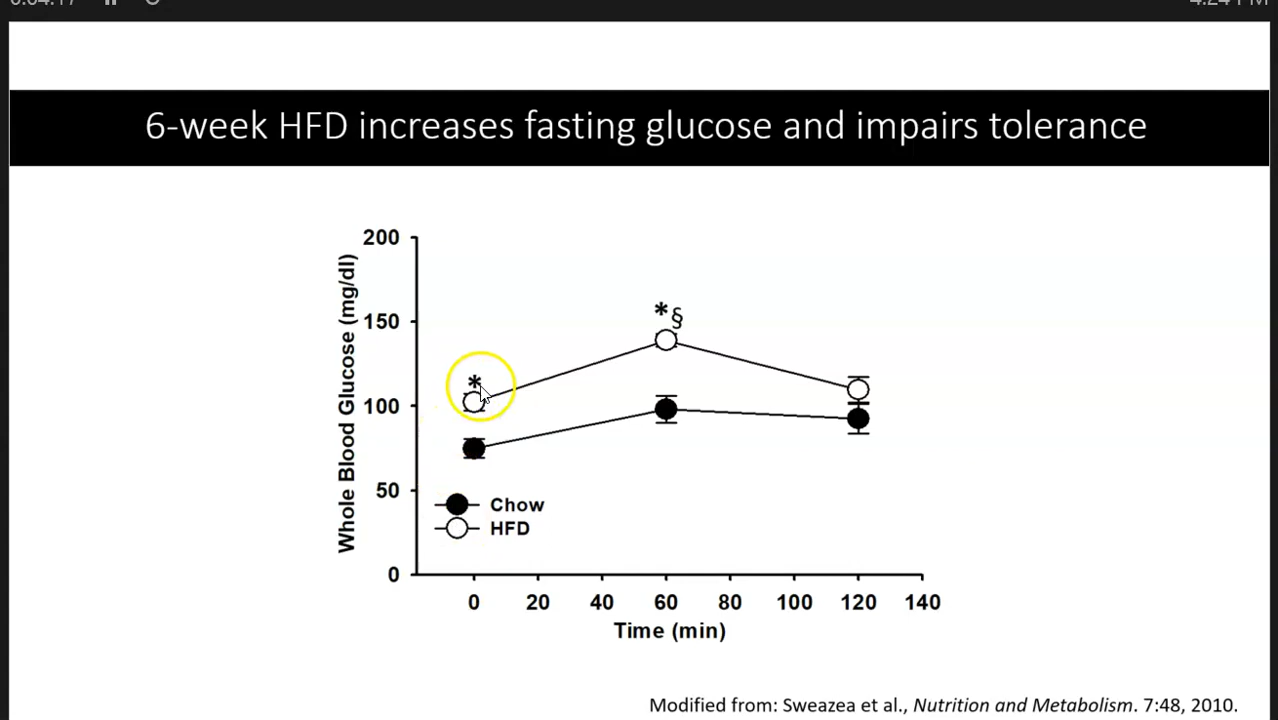 6-week HFD increases fasting glucose and impairs tolerance
200
150
100
50
0
Whole Blood Glucose (mg/dl)
*
*§
Chow
HFD
0 20 40 60 80 100 120 140
Time (min)
Modified from: Sweazea et al., Nutrition and Metabolism. 7:48, 2010.